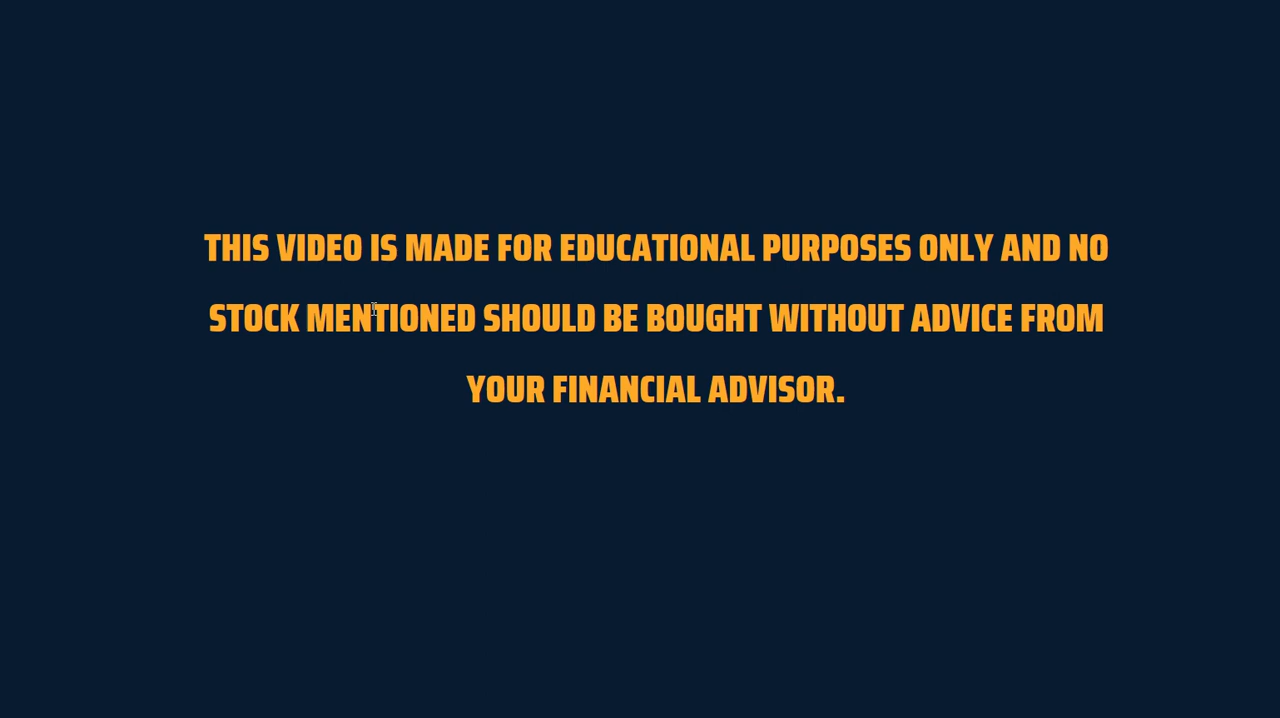 THIS VIDEO IS MADE FOR EDUCATIONAL PURPOSES ONLY AND NO
STOCK MENTIONED SHOULD BE BOUGHT WITHOUT ADVICE FROM
YOUR FINANCIAL ADVISOR.